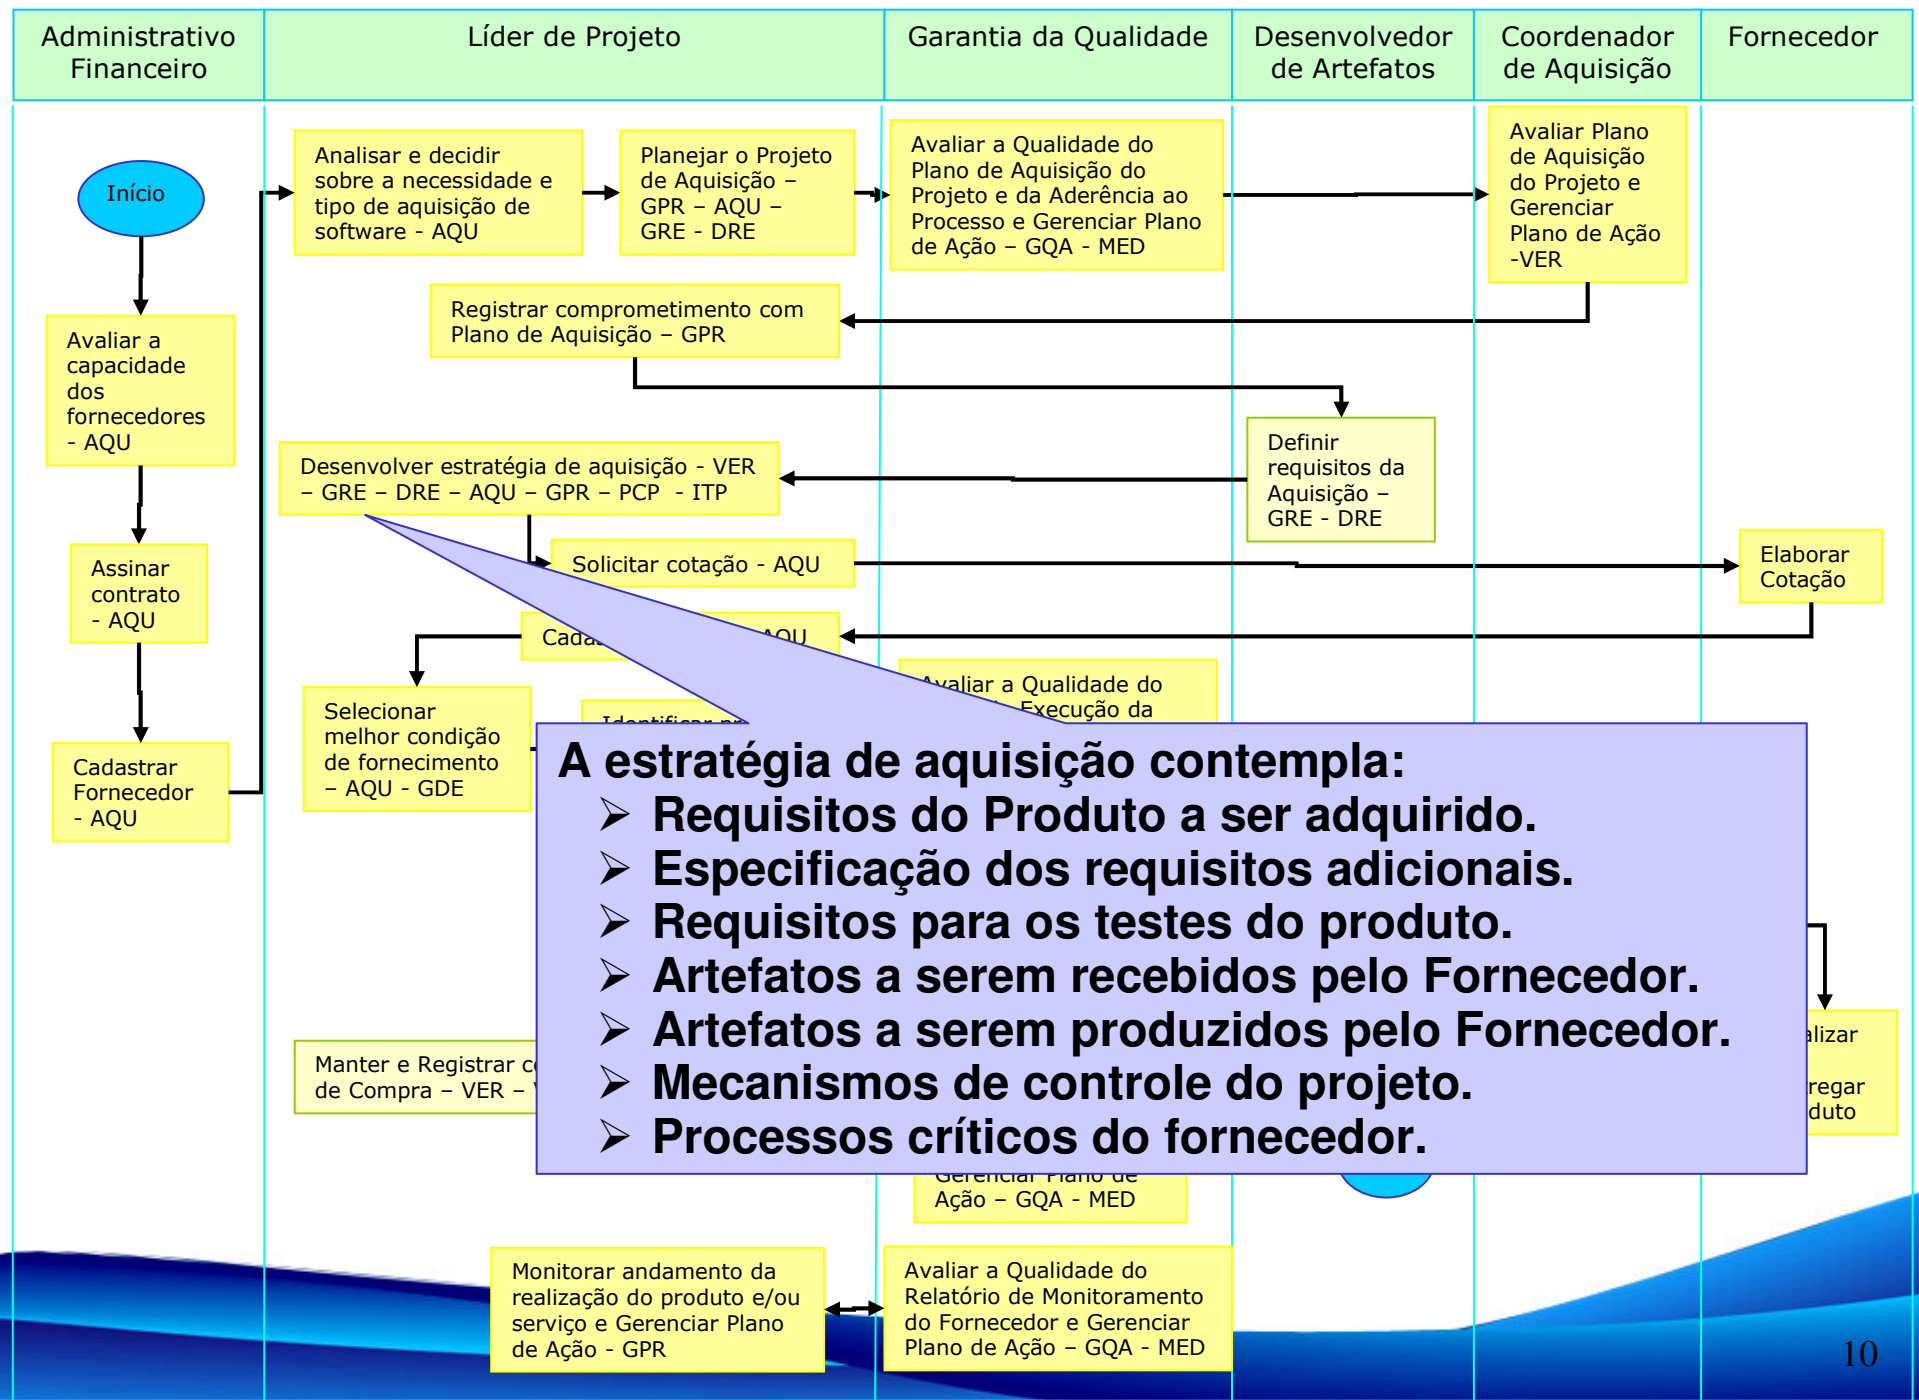 Administrativo
Financeiro
Líder de Projeto
Garantia da Qualidade
Desenvolvedor
de Artefatos
Coordenador
de Aquisição
Fornecedor
Início
Analisar e decidir
sobre a necessidade e
tipo de aquisição de
software - AQU
Planejar o Projeto
de Aquisição –
GPR – AQU –
GRE - DRE
Avaliar a Qualidade do
Plano de Aquisição do
Projeto e da Aderência ao
Processo e Gerenciar Plano
de Ação – GQA - MED
Avaliar Plano
de Aquisição
do Projeto e
Gerenciar
Plano de Ação
-VER
Registrar comprometimento com
Plano de Aquisição – GPR
Avaliar a
capacidade
dos
fornecedores
- AQU
Definir
requisitos da
Aquisição –
GRE - DRE
Desenvolver estratégia de aquisição - VER
– GRE – DRE – AQU – GPR – PCP - ITP
Solicitar cotação - AQU
Elaborar
Cotação
Assinar
contrato
- AQU
AQU
Avaliar a Qualidade do
Execução da
Selecionar
melhor condição
de fornecimento
– AQU - GDE
Identificar
Cadastrar
Fornecedor
- AQU
A estratégia de aquisição contempla:
➢ Requisitos do Produto a ser adquirido.
➢ Especificação dos requisitos adicionais.
➢ Requisitos para os testes do produto.
➢ Artefatos a serem recebidos pelo Fornecedor.
➢ Artefatos a serem produzidos pelo Fornecedor.
➢ Mecanismos de controle do projeto.
➢ Processos críticos do fornecedor.
Manter e Registrar
de Compra – VER –
Gerenciar Plano de
Ação – GQA - MED
Monitorar andamento da
realização do produto e/ou
serviço e Gerenciar Plano
de Ação - GPR
Avaliar a Qualidade do
Relatório de Monitoramento
do Fornecedor e Gerenciar
Plano de Ação – GQA - MED
10